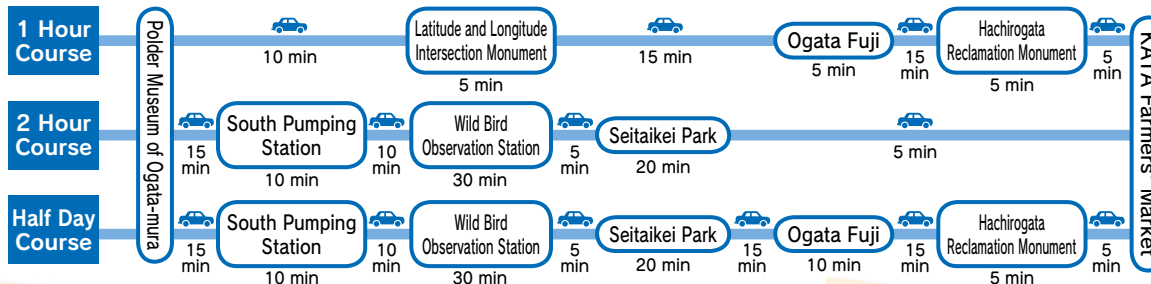 1 Hour
Course
Polder Museum of Ogata-mura
10 min
Latitude and Longitude
Intersection Monument
5 min
15 min
Ogata Fuji
5 min
15
min
Hachirogata
Reclamation Monument
5 min
5
min
KATA Farmers' Market
2 Hour
Course
15
min
South Pumping
Station
10 min
10
min
Wild Bird
Observation Station
30 min
5
min
Seitaikei Park
20 min
5 min
Half Day
Course
15
min
South Pumping
Station
10 min
10
min
Wild Bird
Observation Station
30 min
5
min
Seitaikei Park
20 min
15
min
Ogata Fuji
10 min
15
min
Hachirogata
Reclamation Monument
5 min
5
min